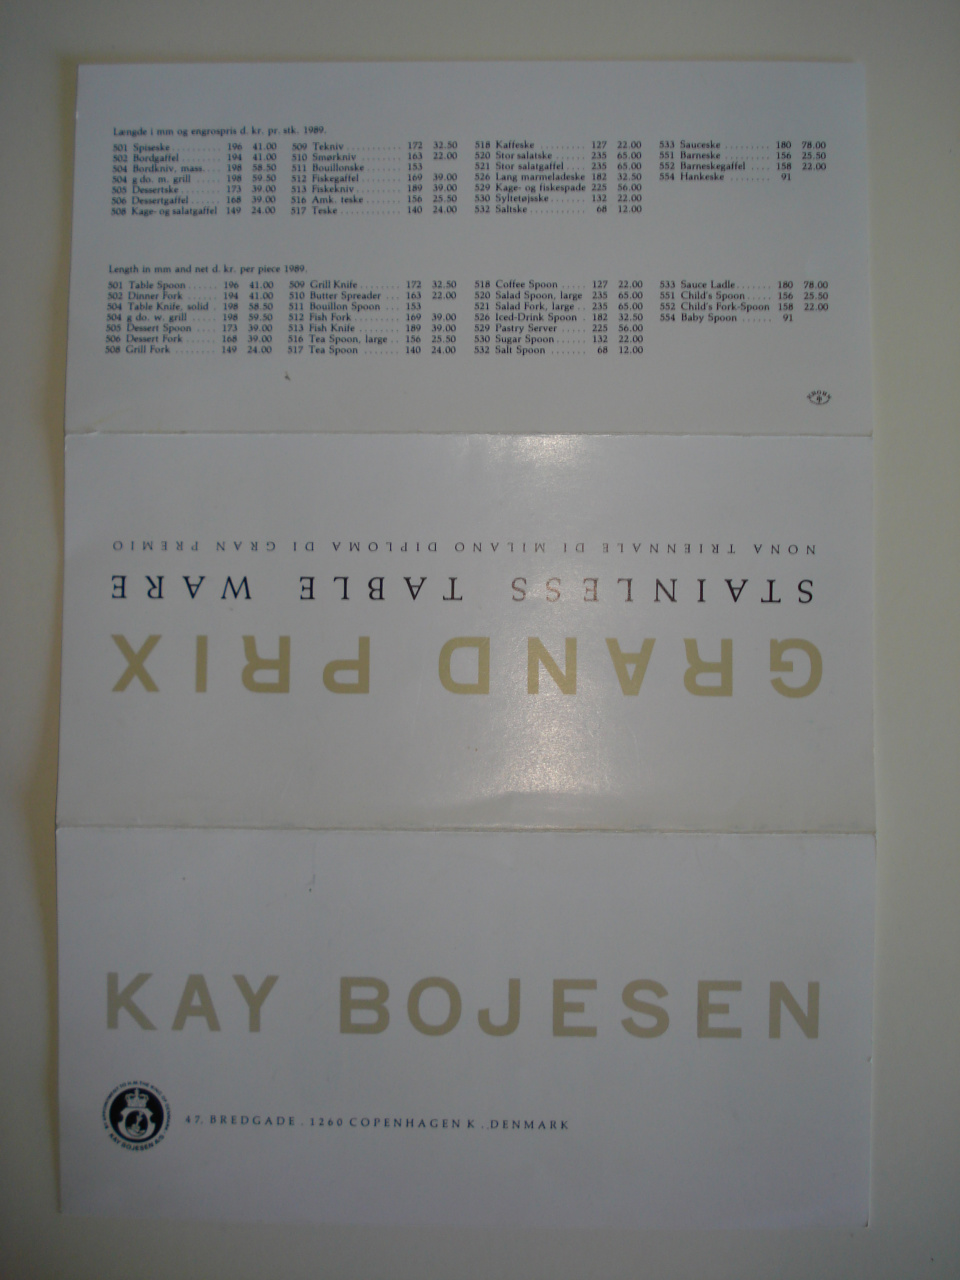 Længde i mm og engrospris d. kr. pr. stk. 1989.
501 Spiseske . . . . . . . . . . 196 41.00
502 Bordgaffel . . . . . . . . 194 41.00
504 Bordkniv, mass. . . . 198 58.50
504 g do. m. grill . . . . . . 198 59.50
505 Dessertske . . . . . . . . 173 39.00
506 Dessertgaffel . . . . . . 168 39.00
508 Kage- og salatgaffel 149 24.00
509 Tekniv . . . . . . . . . . . 172 32.50
510 Smørkniv . . . . . . . . 163 22.00
511 Bouillonske . . . . . . 153
512 Fiskegaffel . . . . . . . . 169 39.00
513 Fiskekniv . . . . . . . . . 189 39.00
516 Amk. teske . . . . . . . 156 25.50
517 Teske . . . . . . . . . . . . 140 24.00
518 Kaffeske . . . . . . . . . . . 127 22.00
520 Stor salatske . . . . . . . 235 65.00
521 Stor salatgaffel . . . . 235 65.00
526 Lang marmeladeske 182 32.50
529 Kage- og fiskespade 225 56.00
530 Syltetøjsske . . . . . . . . 132 22.00
532 Saltske . . . . . . . . . . . . 68 12.00
533 Sauceske . . . . . . . . . 180 78.00
551 Barneske . . . . . . . . . 156 25.50
552 Barneskegaffel . . . . 158 22.00
554 Hankeske . . . . . . . . 91
Length in mm and net d. kr. per piece 1989.
501 Table Spoon . . . . . . 196 41.00
502 Dinner Fork . . . . . . 194 41.00
504 Table Knife, solid . 198 58.50
504 g do. w. grill . . . . . . 198 59.50
505 Dessert Spoon . . . . 173 39.00
506 Dessert Fork . . . . . . 168 39.00
508 Grill Fork . . . . . . . . . 149 24.00
509 Grill Knife . . . . . . . . 172 32.50
510 Butter Spreader . . . 163 22.00
511 Bouillon Spoon . . . 153
512 Fish Fork . . . . . . . . . 169 39.00
513 Fish Knife . . . . . . . . 189 39.00
516 Tea Spoon, large . . 156 25.50
517 Tea Spoon . . . . . . . . 140 24.00
518 Coffee Spoon . . . . . . 127 22.00
520 Salad Spoon, large 235 65.00
521 Salad Fork, large . . 235 65.00
526 Iced-Drink Spoon . 182 32.50
529 Pastry Server . . . . . . . 225 56.00
530 Sugar Spoon . . . . . . . 132 22.00
532 Salt Spoon . . . . . . . . . 68 12.00
533 Sauce Ladle . . . . . . . 180 78.00
551 Child's Spoon . . . . . 156 25.50
552 Child's Fork-Spoon 158 22.00
554 Baby Spoon . . . . . . 91
GRAND PRIX
STAINLESS TABLE WARE
NONA TRIENNALE DI MILANO DIPLOMA DI GRAN PREMIO
KAY BOJESEN
KAY BOJESEN A/S
47. BREDGADE . 1260 COPENHAGEN K . DENMARK